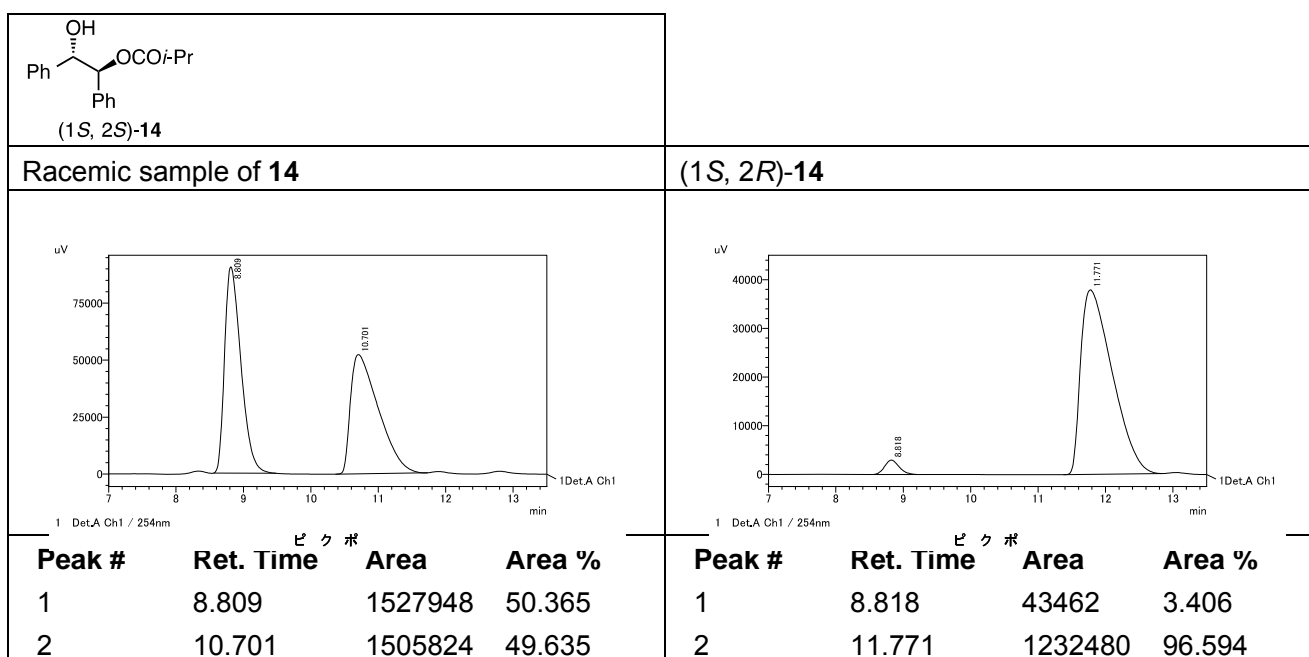 OH
OCOi-Pr
Ph
Ph
(1S, 2S)-14
Racemic sample of 14
(1S, 2R)-14
uV
8.809
10.701
75000
50000
25000
0
1Det.A Ch1
7 8 9 10 11 12 13
min
1 Det.A Ch1 / 254nm
uV
11.771
8.818
40000
30000
20000
10000
0
1Det.A Ch1
7 8 9 10 11 12 13
min
1 Det.A Ch1 / 254nm
ピ ク ポ
Peak # Ret. Time Area Area %
1 8.809 1527948 50.365
2 10.701 1505824 49.635
ピ ク ポ
Peak # Ret. Time Area Area %
1 8.818 43462 3.406
2 11.771 1232480 96.594